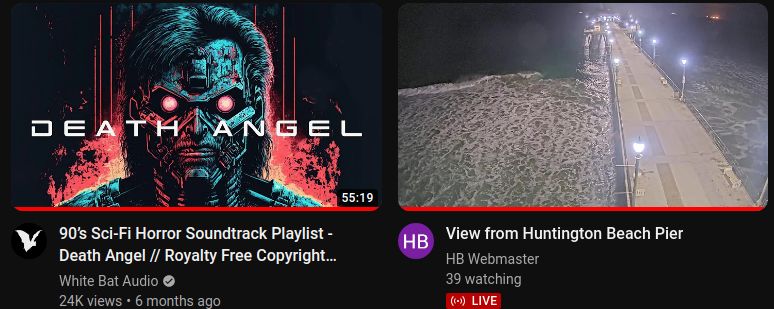 DEATH ANGEL
55:19
90's Sci-Fi Horror Soundtrack Playlist -
Death Angel // Royalty Free Copyright...
White Bat Audio
24K views • 6 months ago
HB
View from Huntington Beach Pier
HB Webmaster
39 watching
LIVE